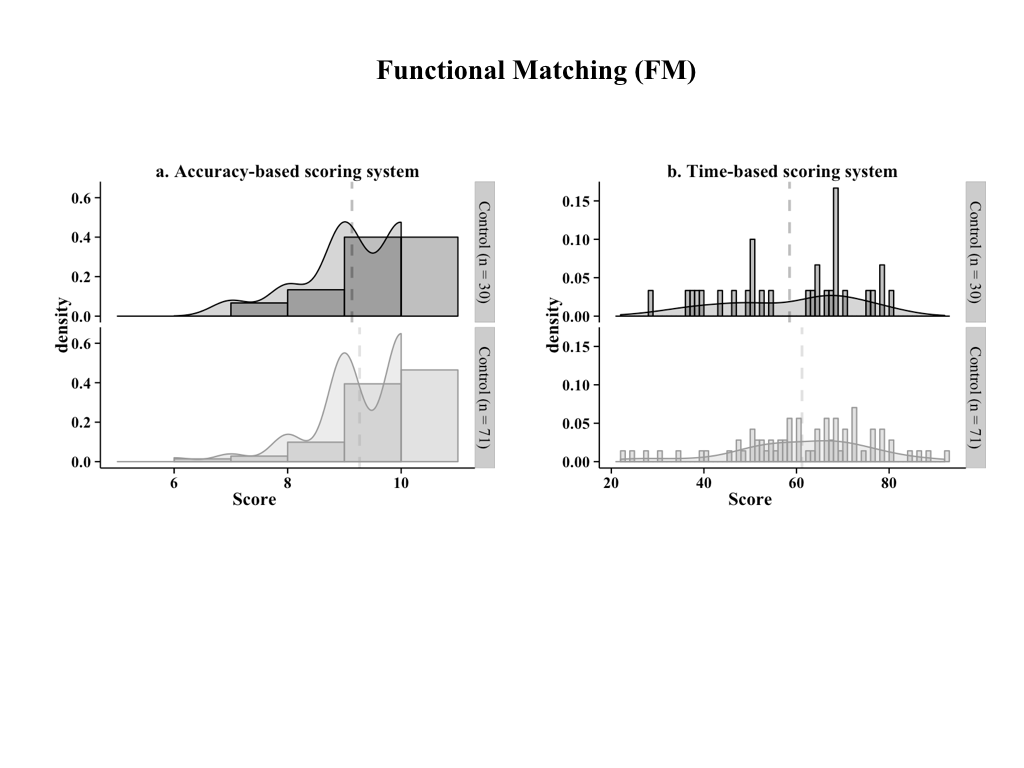 Functional Matching (FM)
a. Accuracy-based scoring system
density
0.6
0.4
0.2
0.0
Control (n = 30)
0.6
0.4
0.2
0.0
Control (n = 71)
6 8 10
Score
b. Time-based scoring system
density
0.15
0.10
0.05
0.00
Control (n = 30)
0.15
0.10
0.05
0.00
Control (n = 71)
20 40 60 80
Score